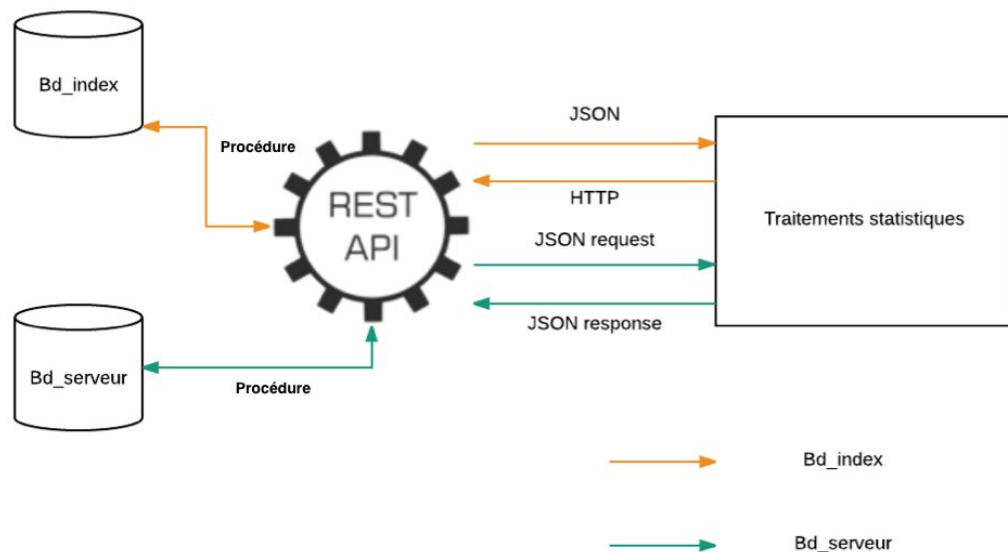 Bd_index
Procédure
REST
API
JSON
HTTP
JSON request
JSON response
Traitements statistiques
Bd_serveur
Procédure
Bd_index
Bd_serveur